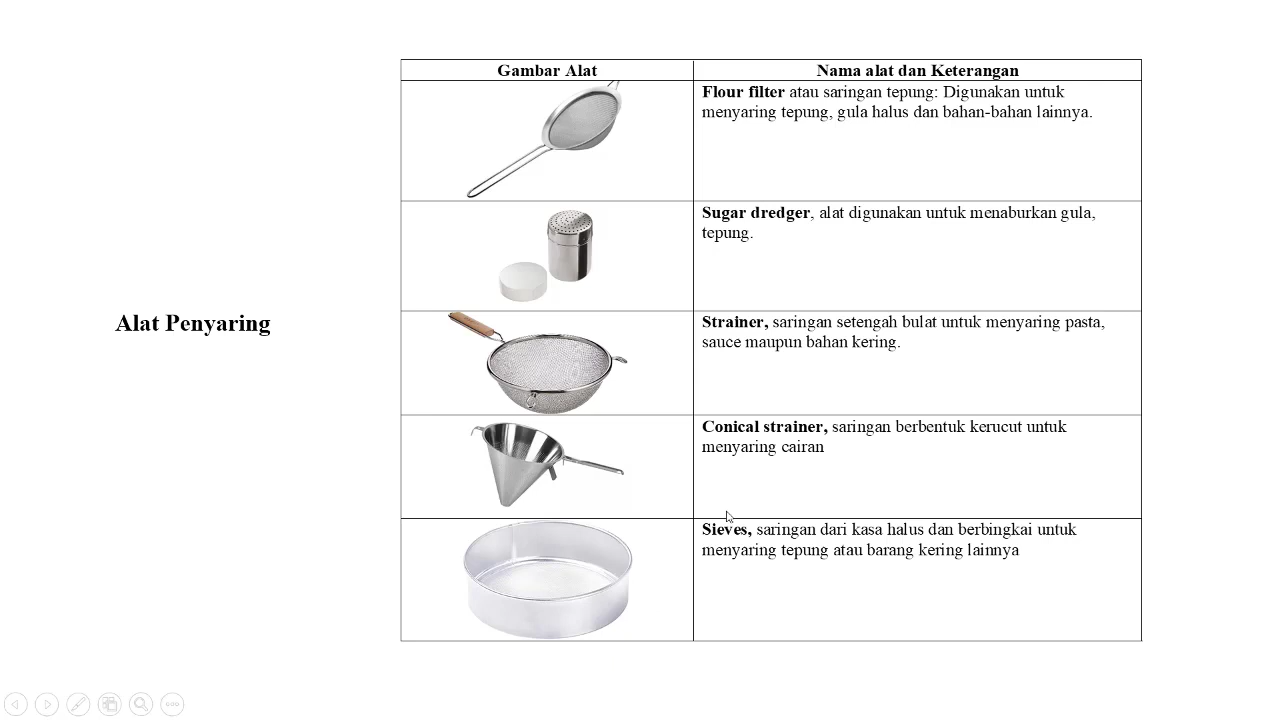 Alat Penyaring
Gambar Alat
Nama alat dan Keterangan
Flour filter atau saringan tepung: Digunakan untuk
menyaring tepung, gula halus dan bahan-bahan lainnya.
Sugar dredger, alat digunakan untuk menaburkan gula,
tepung.
Strainer, saringan setengah bulat untuk menyaring pasta,
sauce maupun bahan kering.
Conical strainer, saringan berbentuk kerucut untuk
menyaring cairan
Sieves, saringan dari kasa halus dan berbingkai untuk
menyaring tepung atau barang kering lainnya